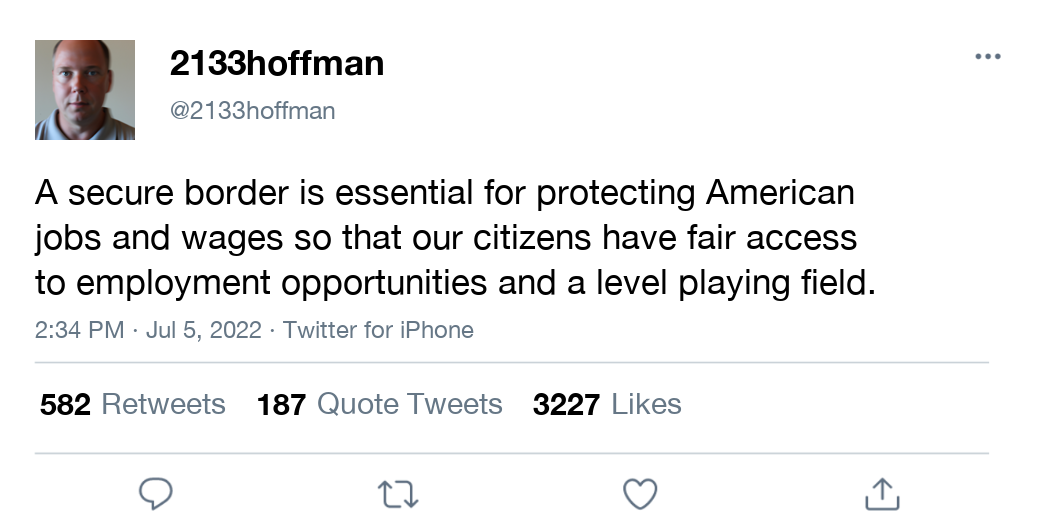 2133hoffman
@2133hoffman
A secure border is essential for protecting American
jobs and wages so that our citizens have fair access
to employment opportunities and a level playing field.
2:34 PM · Jul 5, 2022 · Twitter for iPhone
582 Retweets 187 Quote Tweets 3227 Likes